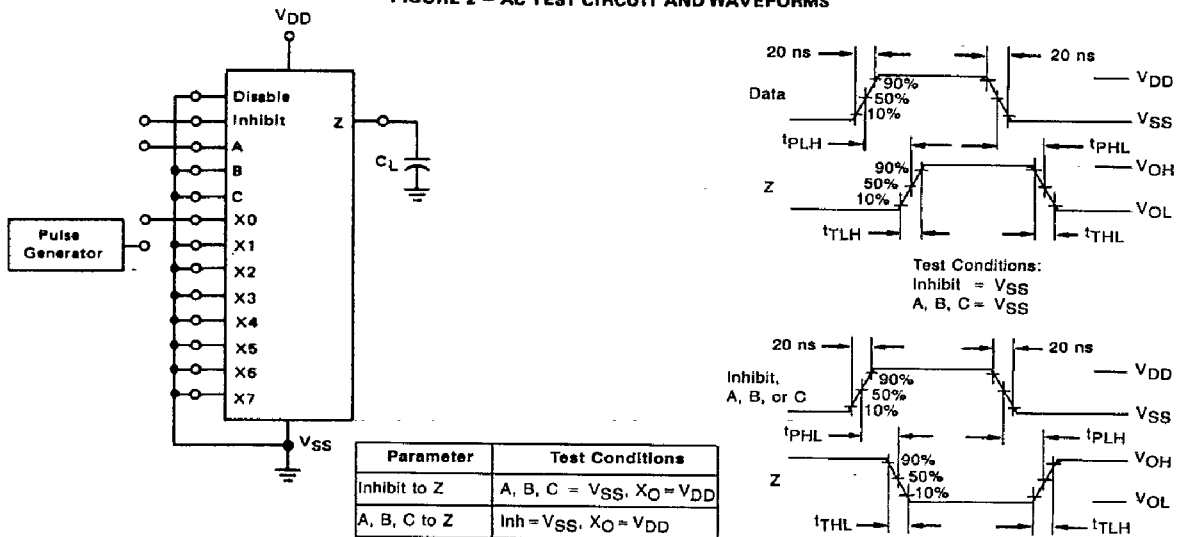 FIGURE 2 – AC TEST CIRCUIT AND WAVEFORMS
VDD
Disable
Inhibit
A
B
C
X0
X1
X2
X3
X4
X5
X6
X7
Z
CL
Pulse
Generator
VSS
Parameter Test Conditions
Inhibit to Z A, B, C = VSS, XO = VDD
A, B, C to Z Inh = VSS, XO = VDD
20 ns 20 ns
Data
90%
50%
10%
VDD
VSS
tPLH tPHL
Z
90%
50%
10%
VOH
VOL
tTLH tTHL
Test Conditions:
Inhibit = VSS
A, B, C = VSS
20 ns 20 ns
Inhibit,
A, B, or C
90%
50%
10%
VDD
VSS
tPHL tPLH
Z
90%
50%
10%
VOH
VOL
tTHL tTLH